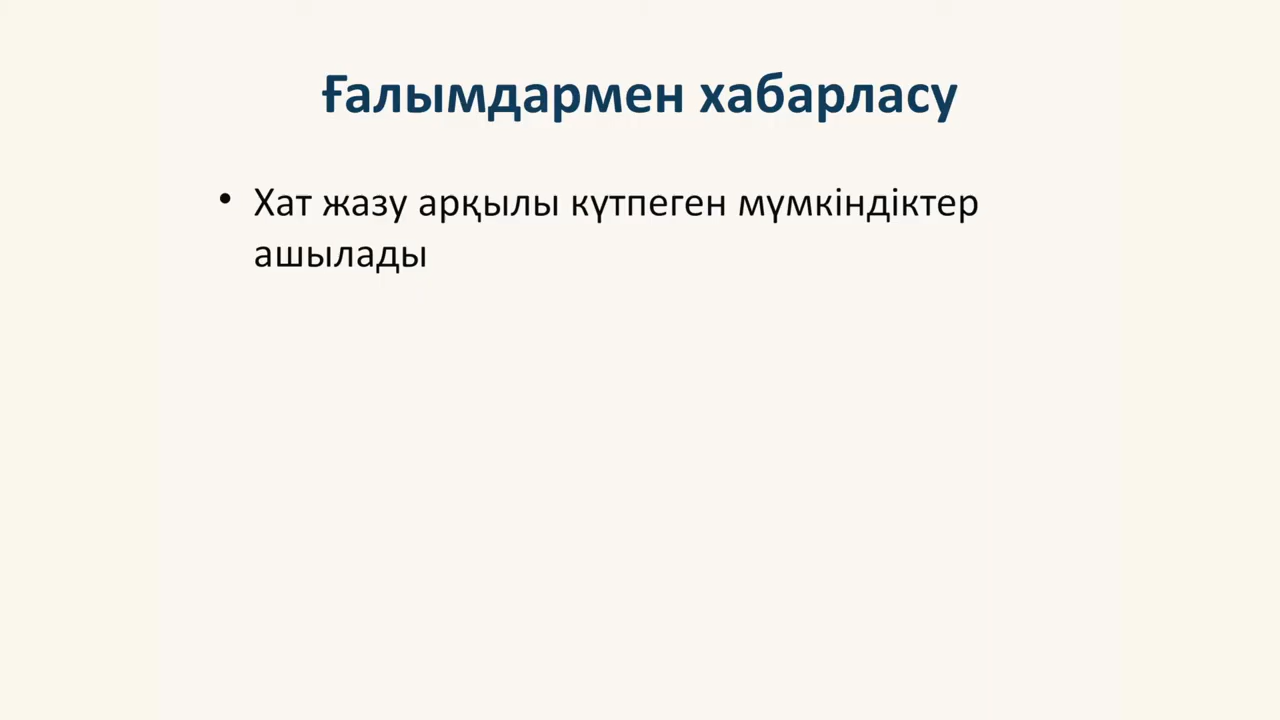 Ғалымдармен хабарласу
• Хат жазу арқылы күтпеген мүмкіндіктер
ашылады